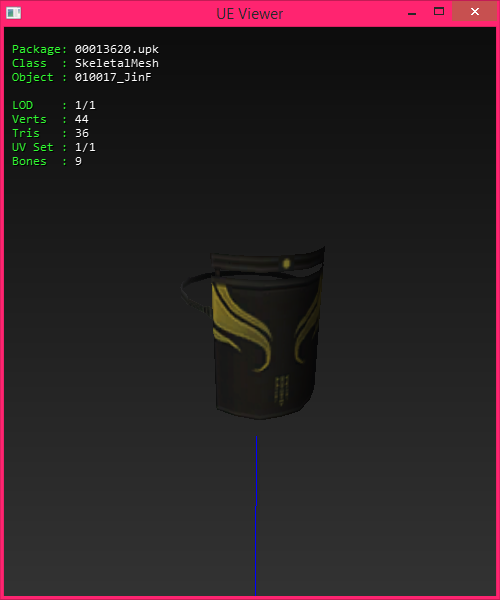 UE Viewer
Package: 00013620.upk
Class : SkeletalMesh
Object : 010017_JinF
LOD : 1/1
Verts : 44
Tris : 36
UV Set : 1/1
Bones : 9